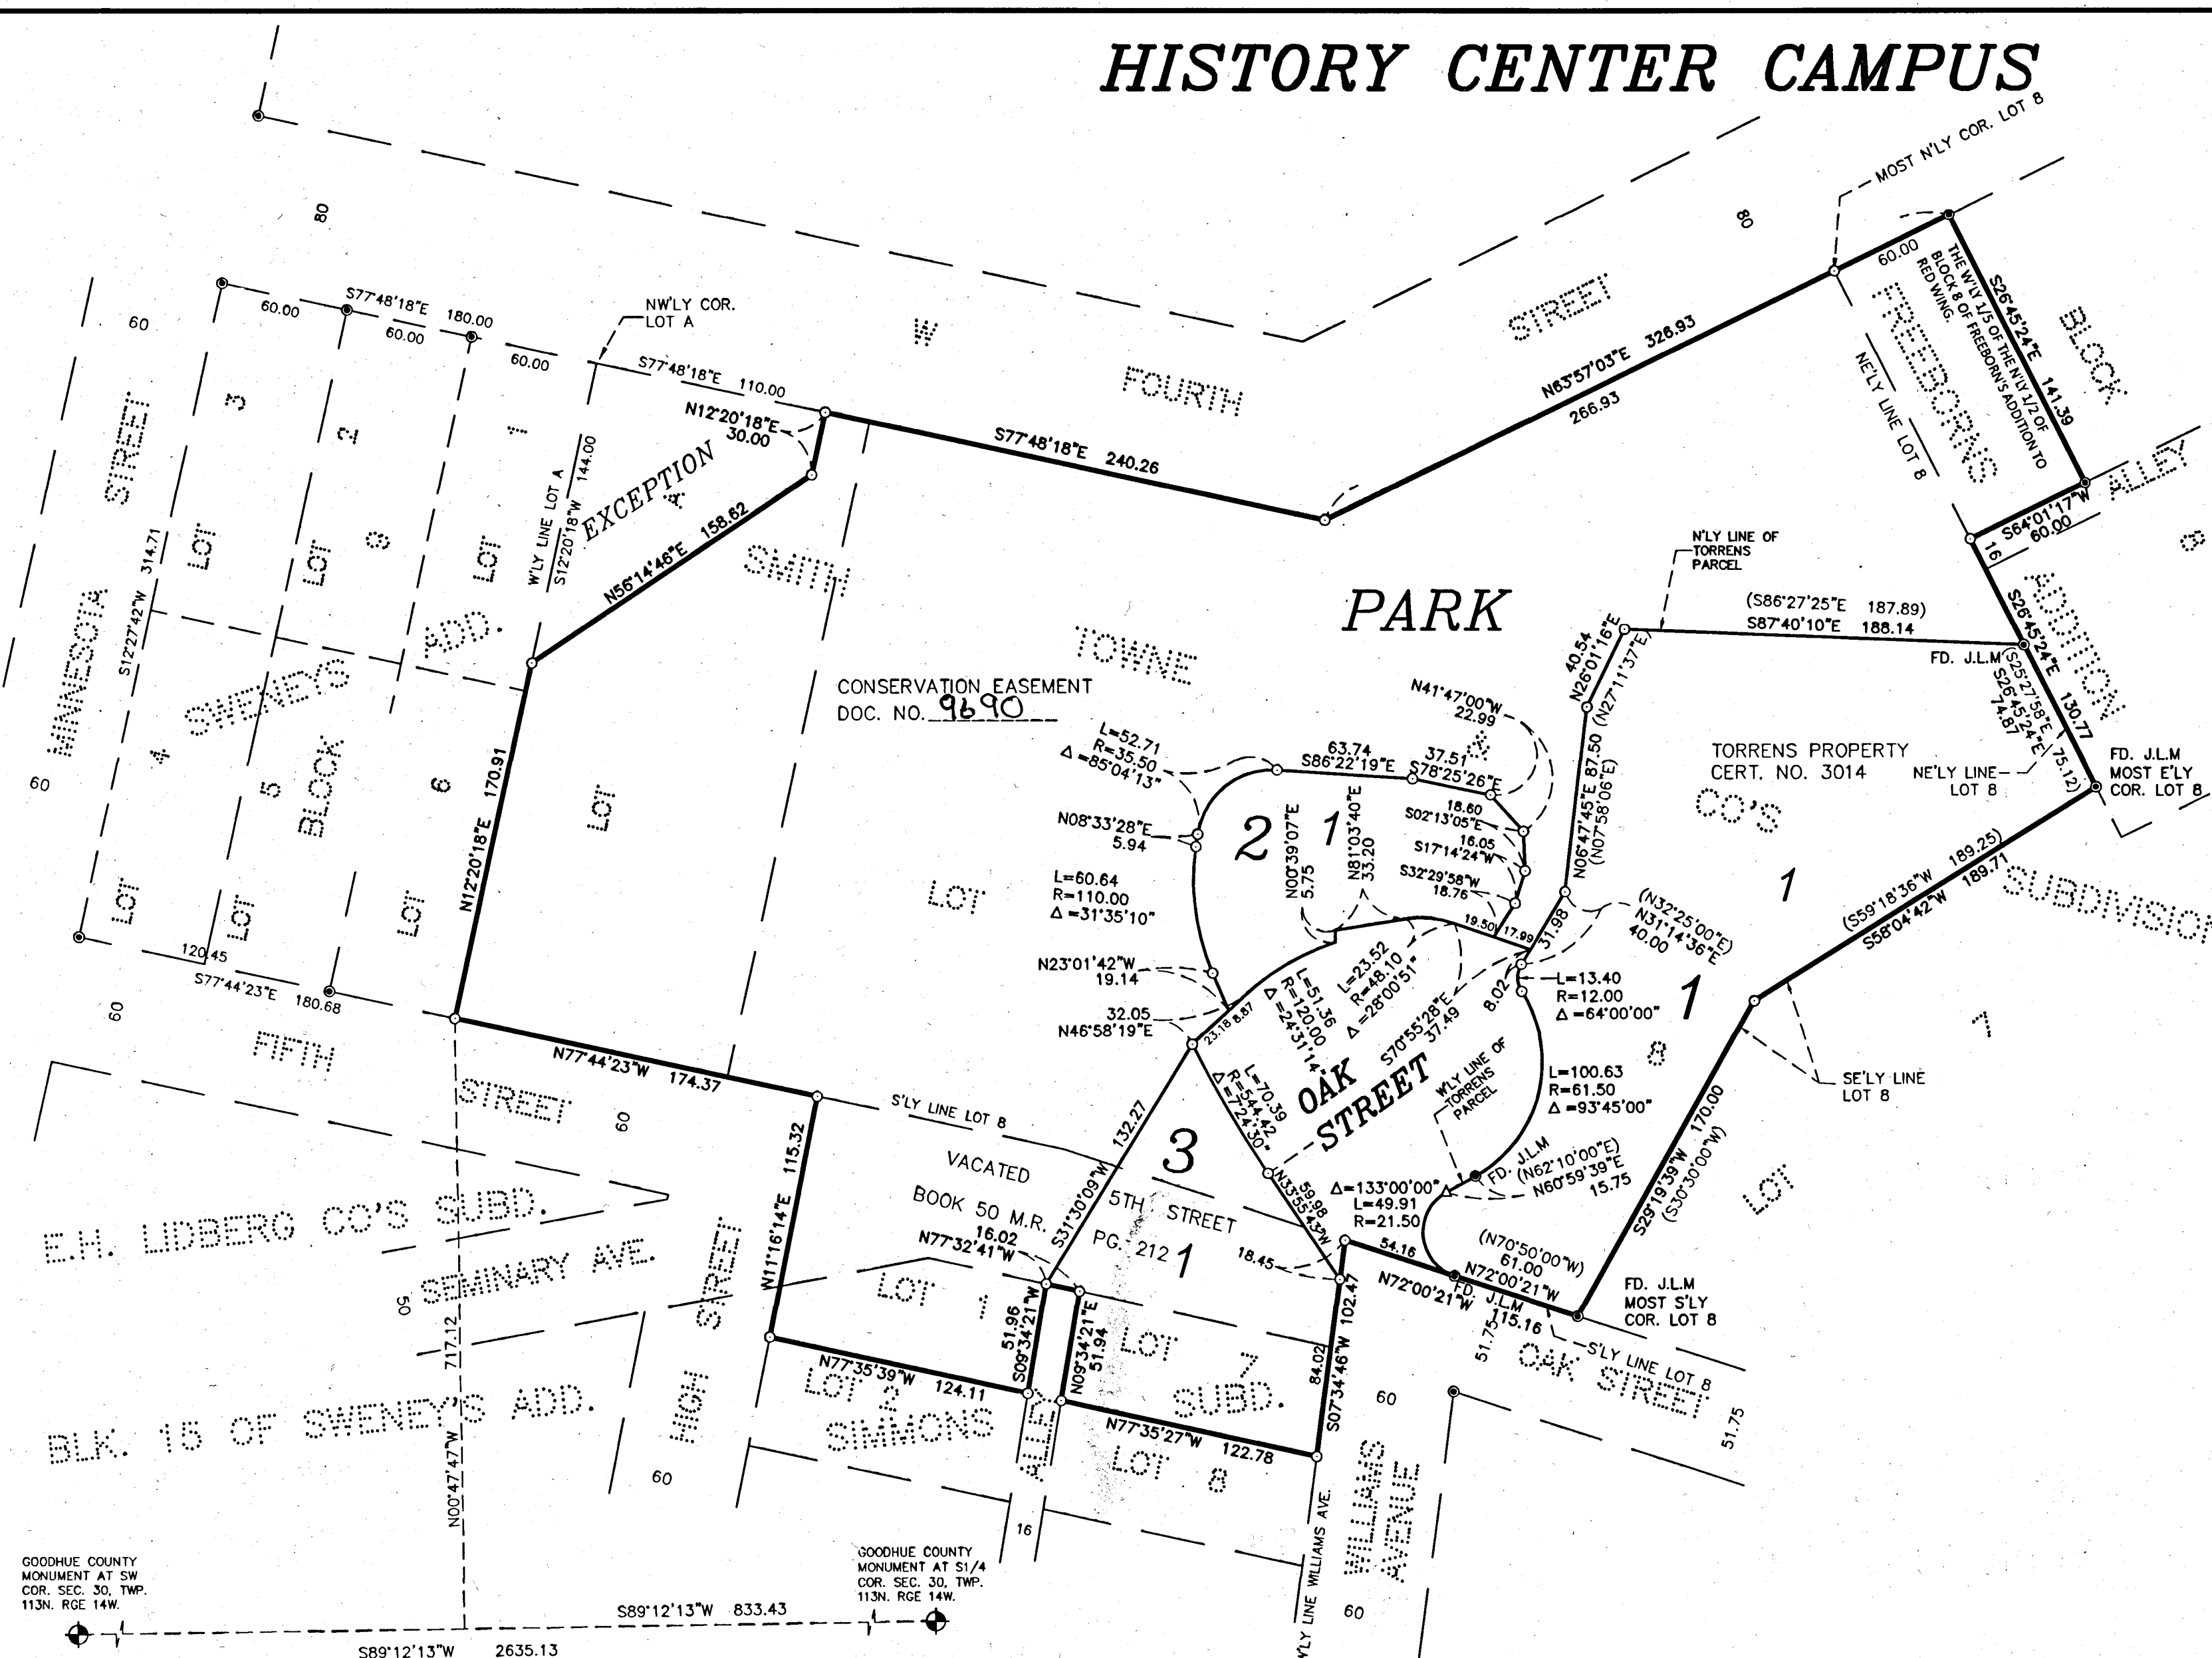 HISTORY CENTER CAMPUS
MOST N'LY COR. LOT 8
80
80
60.00
S77°48'18"E 180.00
60.00
60.00
60.00
NW'LY COR.
LOT A
S77°48'18"E 110.00
N12°20'18"E
30.00
W
FOURTH
STREET
S77°48'18"E 240.26
N63°57'03"E 326.93
266.93
60.00
THE W'LY 1/5 OF THE N'LY 1/2 OF
BLOCK 8 OF FREEBORN'S ADDITION TO
RED WING.
S26°45'24"E 141.39
BLOCK
8
FREEBORNS
ADDITION
NE'LY LINE LOT 8
S64°01'17"W
60.00
ALLEY
16
60
MINNESOTA
STREET
60
S12°27'42"W 314.71
LOT 3
LOT 2
LOT 1
9
LOT 4
LOT 5
LOT 6
SWENEYS
ADD.
BLOCK
W'LY LINE LOT A
S12°20'18"W 144.00
EXCEPTION
A
N56°14'46"E 158.62
SMITH
TOWNE
CO'S
SUBDIVISION
PARK
N'LY LINE OF
TORRENS
PARCEL
(S86°27'25"E 187.89)
S87°40'10"E 188.14
FD. J.L.M
S26°45'24"E 130.77
(S25°27'58"E
S26°45'24"E
74.87
75.12)
40.54
N26°01'16"E
(N27°11'37"E)
N06°47'45"E 87.50
(N07°58'06"E)
TORRENS PROPERTY
CERT. NO. 3014
NE'LY LINE
LOT 8
FD. J.L.M
MOST E'LY
COR. LOT 8
CONSERVATION EASEMENT
DOC. NO. 9690
N12°20'18"E 170.91
LOT
LOT
L=52.71
R=35.50
Δ=85°04'13"
63.74
S86°22'19"E
37.51
S78°25'26"E
N41°47'00"W
22.99
N08°33'28"E
5.94
2
1
18.60
S02°13'05"E
16.05
S17°14'24"W
S32°29'58"W
18.76
N00°39'07"E
5.75
N81°03'40"E
33.20
L=60.64
R=110.00
Δ=31°35'10"
19.50
17.99
31.98
(N32°25'00"E)
N31°14'36"E
40.00
1
1
8
(S59°18'36"W 189.25)
S58°04'42"W 189.71
7
LOT
N23°01'42"W
19.14
32.05
N46°58'19"E
23.18
8.87
L=51.36
R=120.00
Δ=24°31'14"
L=23.52
R=48.10
Δ=28°00'51"
S70°55'28"E
37.49
8.02
L=13.40
R=12.00
Δ=64°00'00"
120.45
S77°44'23"E 180.68
60
FIFTH
STREET
60
N77°44'23"W 174.37
S'LY LINE LOT 8
132.27
S31°30'09"W
L=70.39
R=544.42
Δ=7°24'30"
OAK
STREET
W'LY LINE OF
TORRENS
PARCEL
L=100.63
R=61.50
Δ=93°45'00"
SE'LY LINE
LOT 8
S29°19'39"W 170.00
(S30°30'00"W)
115.32
N11°16'14"E
VACATED
5TH STREET
BOOK 50 M.R.
PG. 212
3
1
59.98
N33°55'43"W
FD. J.L.M
(N62°10'00"E)
N60°59'39"E
15.75
Δ=133°00'00"
L=49.91
R=21.50
18.45
16.02
N77°32'41"W
54.16
N72°00'21"W
(N70°50'00"W)
61.00
N72°00'21"W
FD. J.L.M
115.16
FD. J.L.M
MOST S'LY
COR. LOT 8
S'LY LINE LOT 8
51.75
OAK STREET
51.75
E.H. LIDBERG CO'S SUBD.
SEMINARY AVE.
50
HIGH
STREET
60
LOT 1
51.96
S09°34'21"W
N09°34'21"E
51.94
LOT 7
SUBD.
84.02
S07°34'46"W 102.47
60
N77°35'39"W 124.11
LOT 2
SIMMONS
ALLEY
N77°35'27"W 122.78
LOT 8
BLK. 15 OF SWENEY'S ADD.
N00°47'47"W 717.12
16
W'LY LINE WILLIAMS AVE.
WILLIAMS
AVENUE
60
GOODHUE COUNTY
MONUMENT AT SW
COR. SEC. 30, TWP.
113N. RGE 14W.
GOODHUE COUNTY
MONUMENT AT S1/4
COR. SEC. 30, TWP.
113N. RGE 14W.
S89°12'13"W 833.43
S89°12'13"W 2635.13